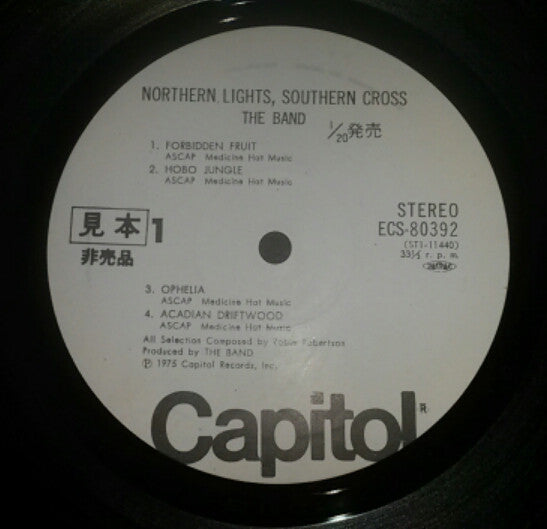 NORTHERN LIGHTS, SOUTHERN CROSS
THE BAND
1/20発売
1. FORBIDDEN FRUIT
ASCAP Medicine Hat Music
2. HOBO JUNGLE
ASCAP Medicine Hat Music
見本 1
非売品
STEREO
ECS-80392
(ST1-11440)
33⅓ r. p. m.
3. OPHELIA
ASCAP Medicine Hat Music
4. ACADIAN DRIFTWOOD
ASCAP Medicine Hat Music
All Selection Composed by Robie Robertson
Produced by THE BAND
℗ 1975 Capitol Records, Inc.
Capitol®